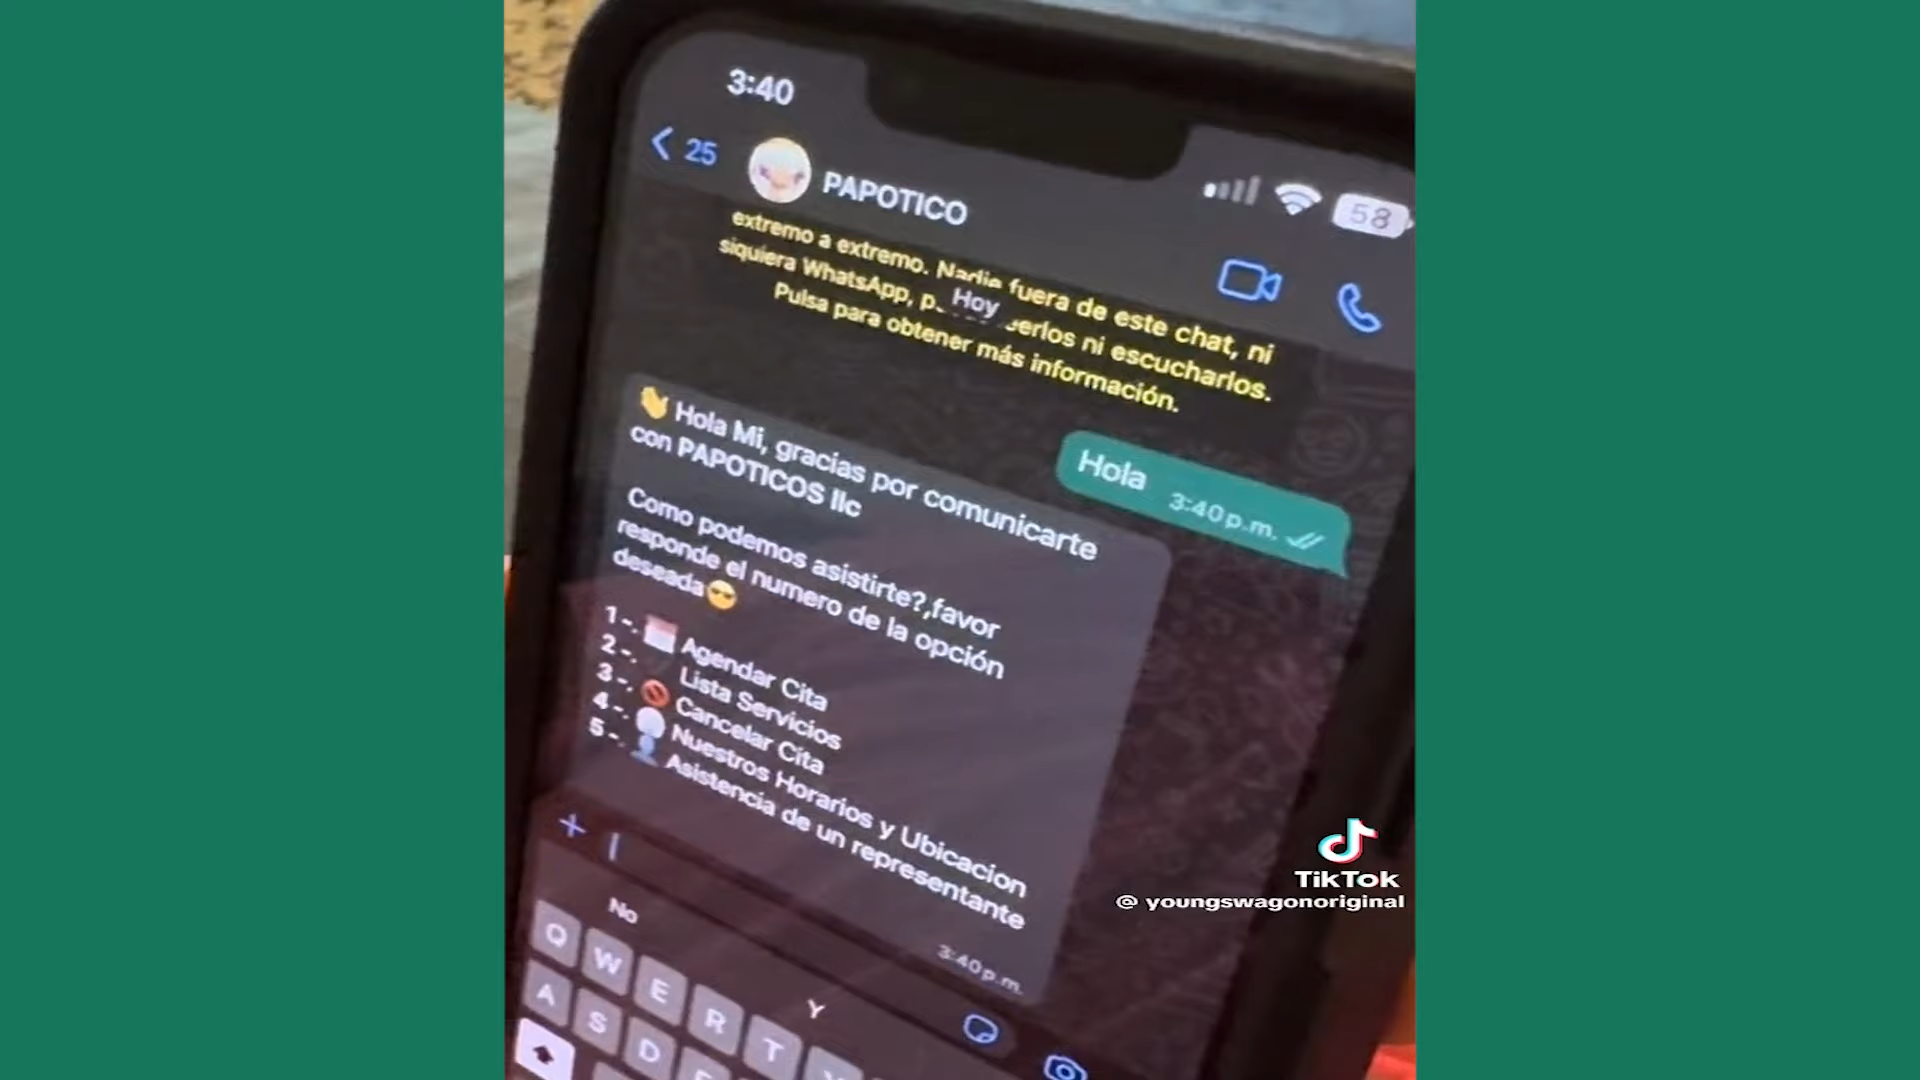 3:40
58
25
PAPOTICO
extremo a extremo. Nadie fuera de este chat, ni
siquiera WhatsApp, erlos ni escucharlos.
Hoy
Pulsa para obtener más información.
Hola 3:40 p.m.
Hola Mi, gracias por comunicarte
con PAPOTICOS llc
Como podemos asistirte?,favor
responde el numero de la opción
deseada
1-. Agendar Cita
2-. Lista Servicios
3-. Cancelar Cita
4-. Nuestros Horarios y Ubicacion
5-. Asistencia de un representante
3:40 p.m.
No
Y
Q W E R T
A S D
TikTok
@ youngswagonoriginal